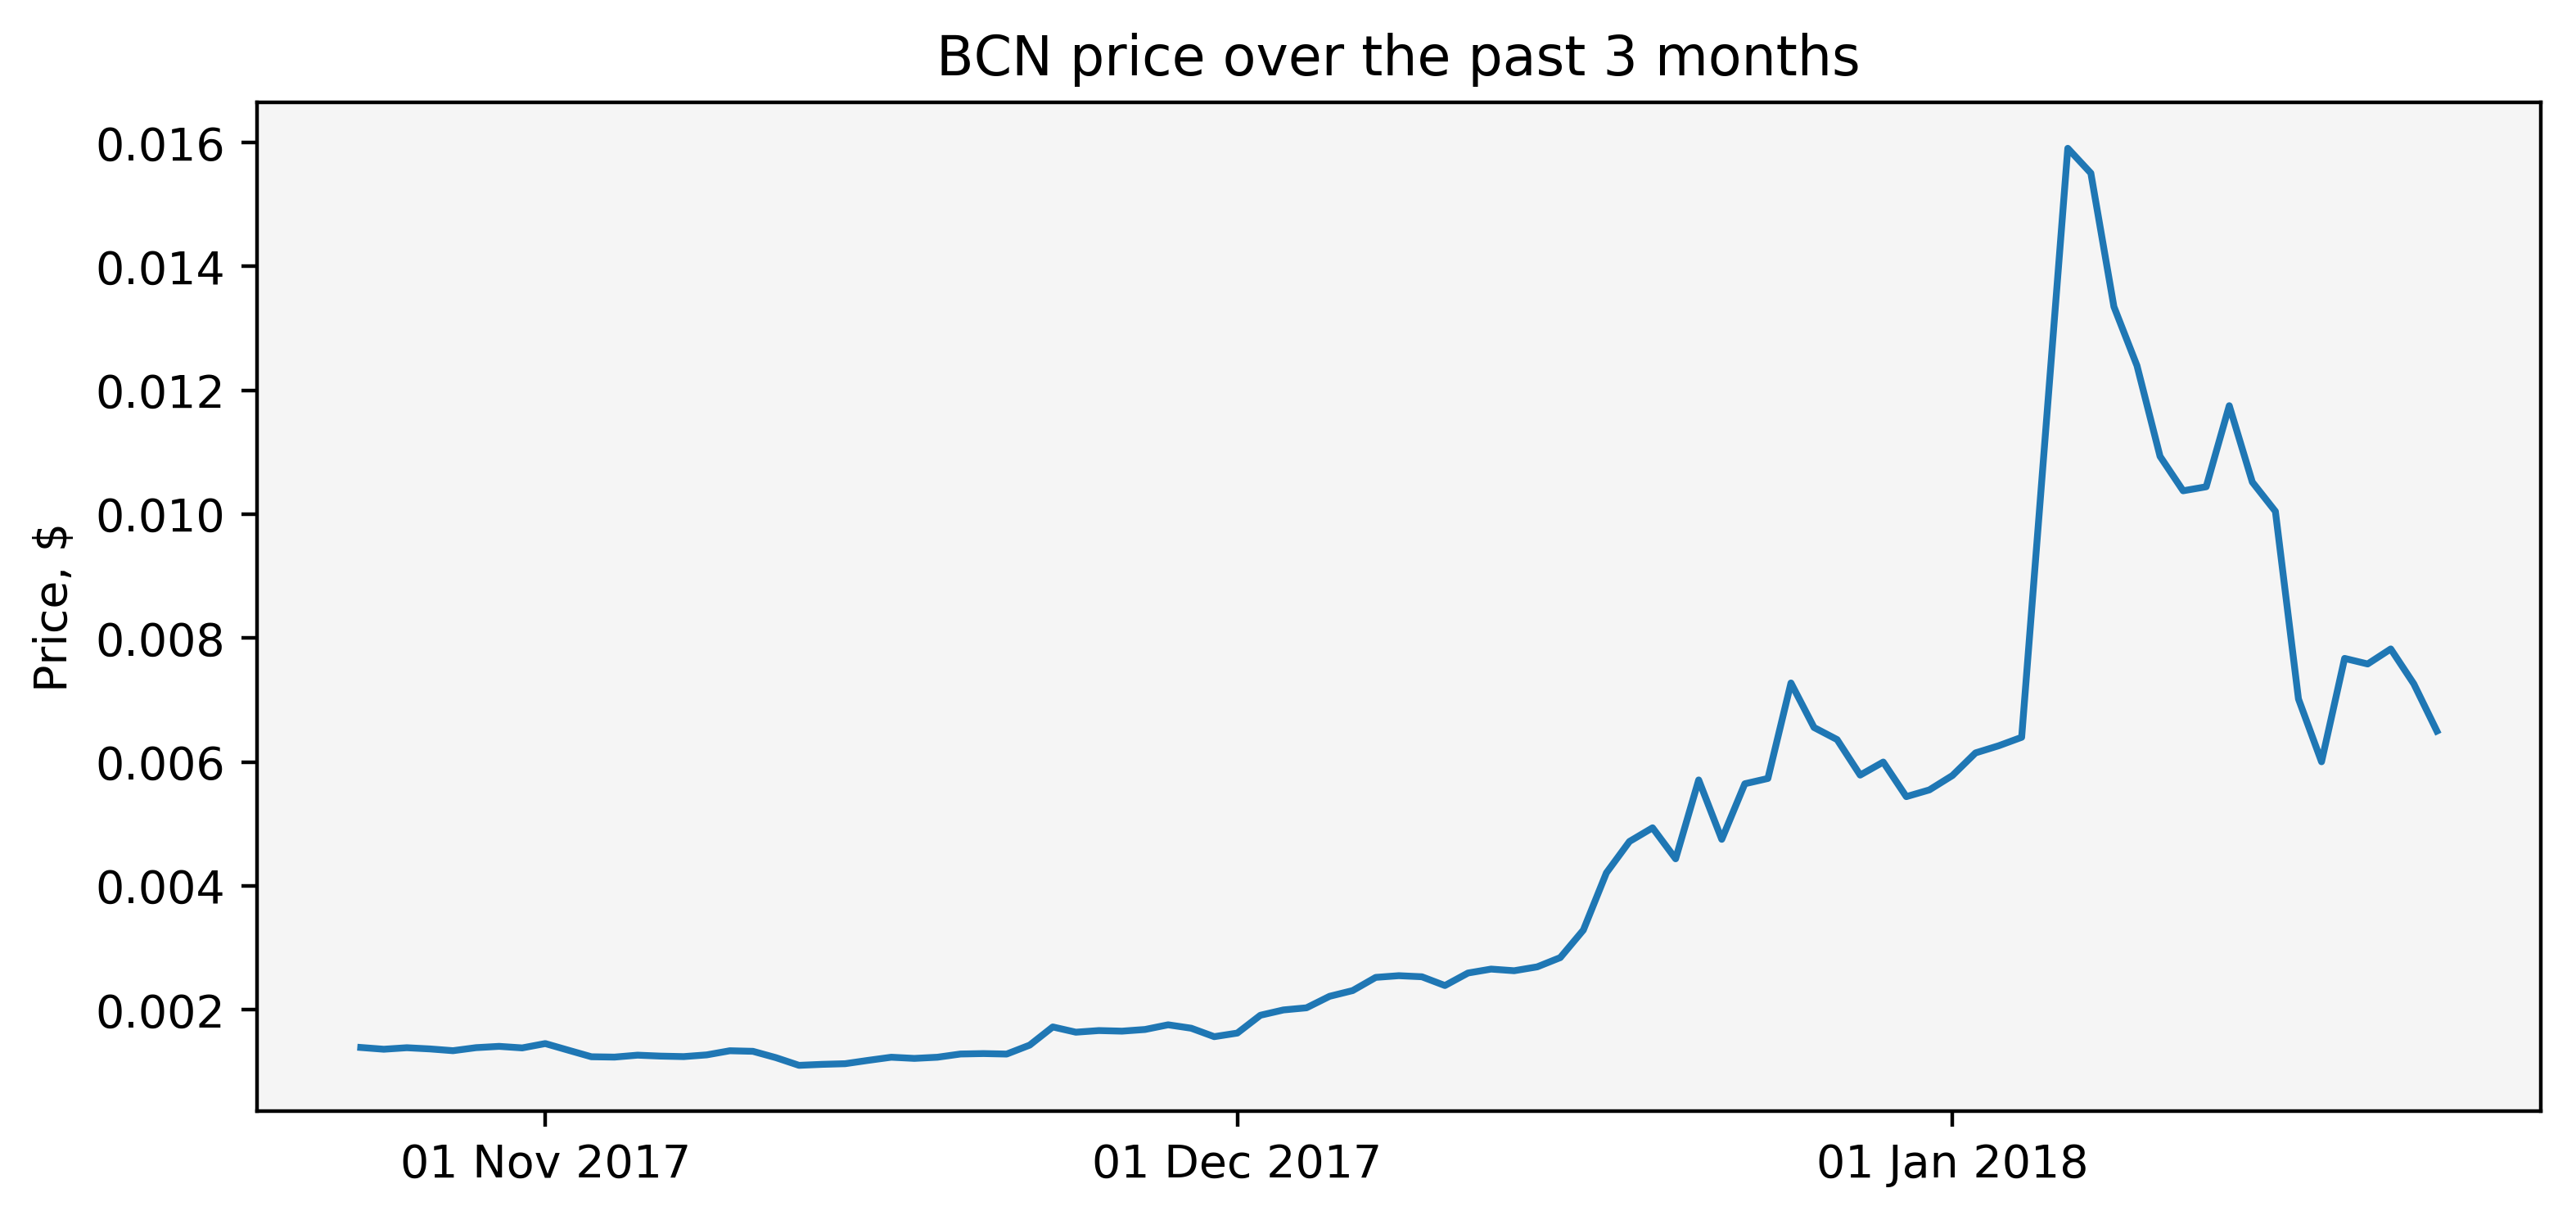 BCN price over the past 3 months
Price, $
0.016
0.014
0.012
0.010
0.008
0.006
0.004
0.002
01 Nov 2017
01 Dec 2017
01 Jan 2018